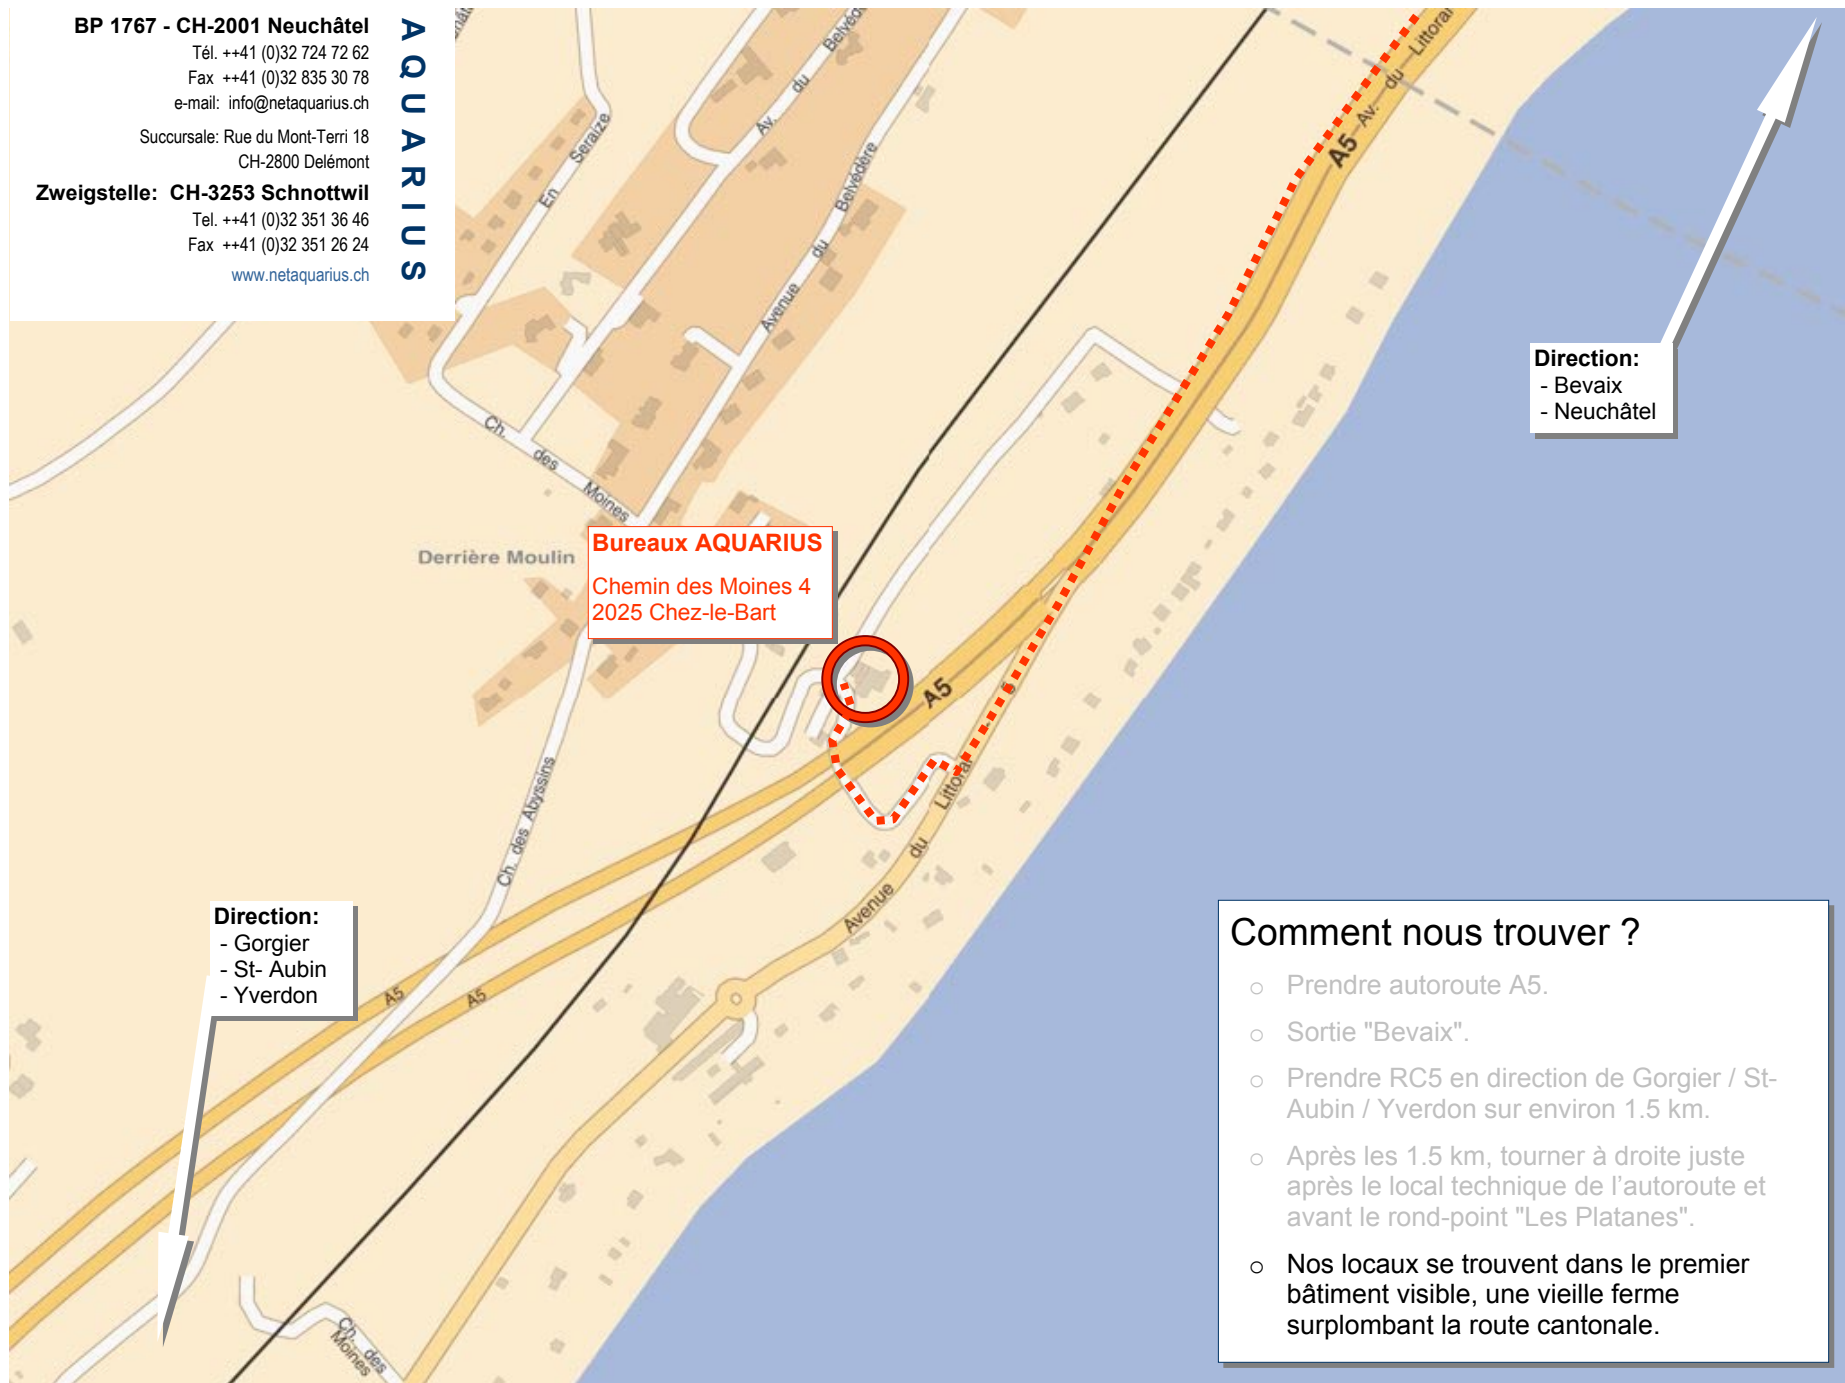 BP 1767 - CH-2001 Neuchâtel
Tél. ++41 (0)32 724 72 62
Fax ++41 (0)32 835 30 78
e-mail: info@netaquarius.ch
Succursale: Rue du Mont-Terri 18
CH-2800 Delémont
Zweigstelle: CH-3253 Schnottwil
Tel. ++41 (0)32 351 36 46
Fax ++41 (0)32 351 26 24
www.netaquarius.ch
AQUARIUS
En Seraize
Av. du Belvédère
Avenue du Belvédère
A5
Av. du Littoral
Direction:
- Bevaix
- Neuchâtel
Ch. des Moines
Derrière Moulin
Bureaux AQUARIUS
Chemin des Moines 4
2025 Chez-le-Bart
A5
5
Ch. des Abyssins
Avenue du Littoral
Direction:
- Gorgier
- St- Aubin
- Yverdon
A5
A5
Ch. des
Moines
Comment nous trouver ?
o Prendre autoroute A5.
o Sortie "Bevaix".
o Prendre RC5 en direction de Gorgier / St-
Aubin / Yverdon sur environ 1.5 km.
o Après les 1.5 km, tourner à droite juste
après le local technique de l’autoroute et
avant le rond-point "Les Platanes".
o Nos locaux se trouvent dans le premier
bâtiment visible, une vieille ferme
surplombant la route cantonale.